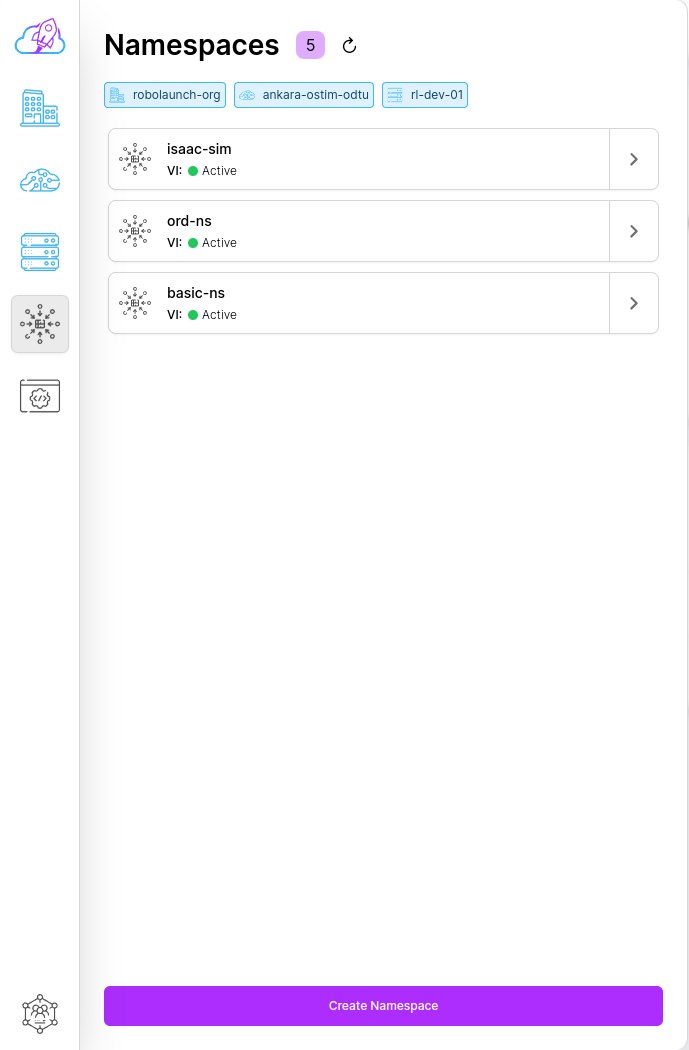 Namespaces 5
robolaunch-org ankara-ostim-odtu rl-dev-01
isaac-sim
VI: Active
ord-ns
VI: Active
basic-ns
VI: Active
Create Namespace